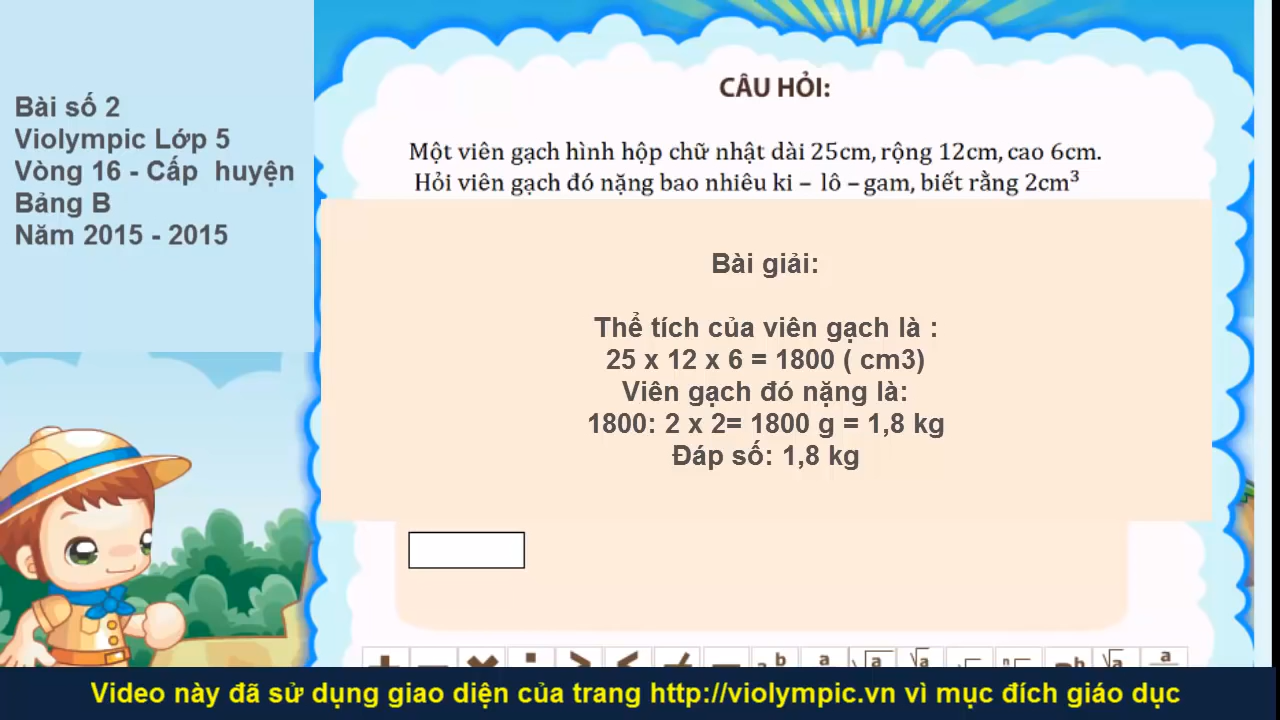 Bài số 2
Violympic Lớp 5
Vòng 16 - Cấp huyện
Bảng B
Năm 2015 - 2015
CÂU HỎI:
Một viên gạch hình hộp chữ nhật dài 25cm, rộng 12cm, cao 6cm.
Hỏi viên gạch đó nặng bao nhiêu ki – lô – gam, biết rằng 2cm³
Bài giải:
Thể tích của viên gạch là :
25 x 12 x 6 = 1800 ( cm3)
Viên gạch đó nặng là:
1800: 2 x 2= 1800 g = 1,8 kg
Đáp số: 1,8 kg
Video này đã sử dụng giao diện của trang http://violympic.vn vì mục đích giáo dục